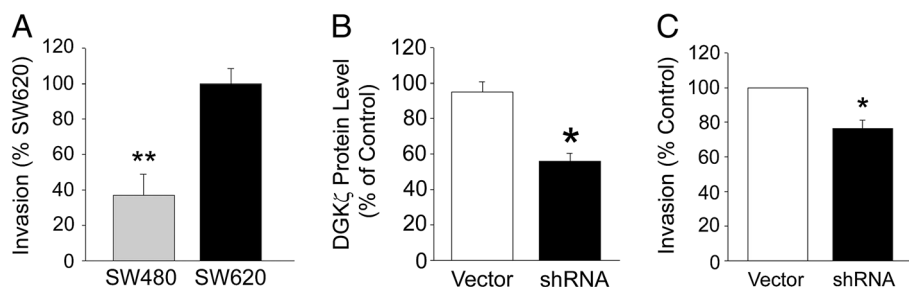 A
Invasion (% SW620)
120
100
80
60
40
20
0
**
SW480 SW620
B
DGKζ Protein Level
(% of Control)
120
100
80
60
40
20
0
*
Vector shRNA
C
Invasion (% Control)
120
100
80
60
40
20
0
*
Vector shRNA